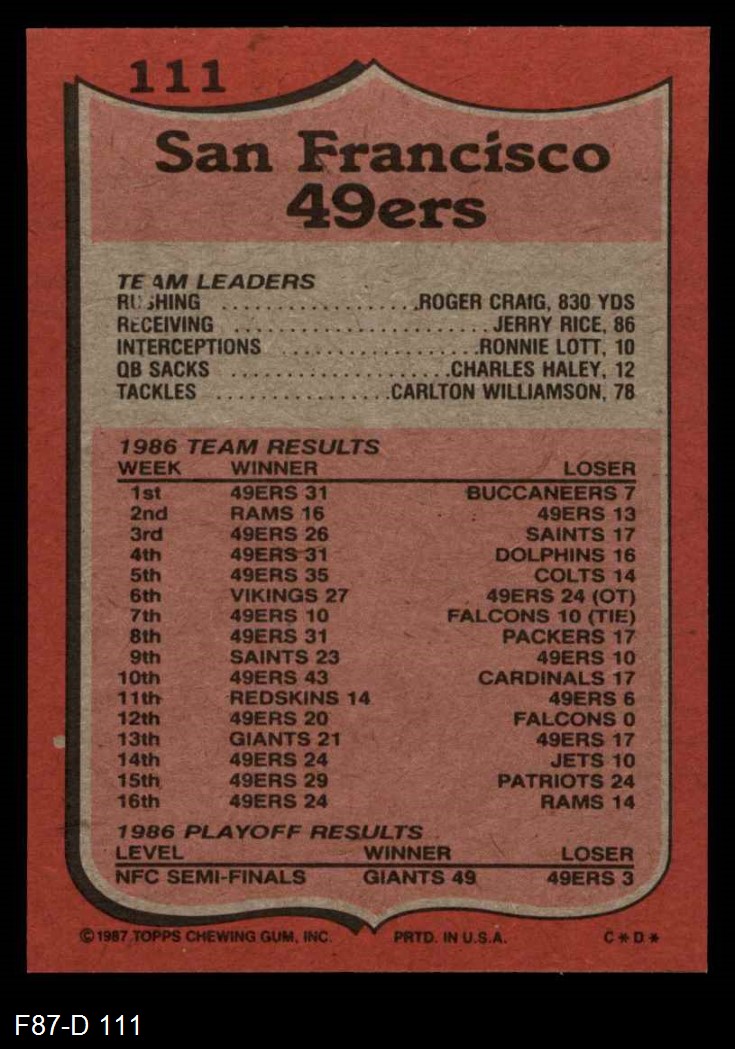 111
San Francisco
49ers
TEAM LEADERS
RUSHING ..................ROGER CRAIG, 830 YDS
RECEIVING ........................JERRY RICE, 86
INTERCEPTIONS ..................RONNIE LOTT, 10
QB SACKS ....................CHARLES HALEY, 12
TACKLES ................CARLTON WILLIAMSON, 78
1986 TEAM RESULTS
WEEK WINNER LOSER
1st 49ERS 31 BUCCANEERS 7
2nd RAMS 16 49ERS 13
3rd 49ERS 26 SAINTS 17
4th 49ERS 31 DOLPHINS 16
5th 49ERS 35 COLTS 14
6th VIKINGS 27 49ERS 24 (OT)
7th 49ERS 10 FALCONS 10 (TIE)
8th 49ERS 31 PACKERS 17
9th SAINTS 23 49ERS 10
10th 49ERS 43 CARDINALS 17
11th REDSKINS 14 49ERS 6
12th 49ERS 20 FALCONS 0
13th GIANTS 21 49ERS 17
14th 49ERS 24 JETS 10
15th 49ERS 29 PATRIOTS 24
16th 49ERS 24 RAMS 14
1986 PLAYOFF RESULTS
LEVEL WINNER LOSER
NFC SEMI-FINALS GIANTS 49 49ERS 3
©1987 TOPPS CHEWING GUM, INC. PRTD. IN U.S.A. C*D*
F87-D 111